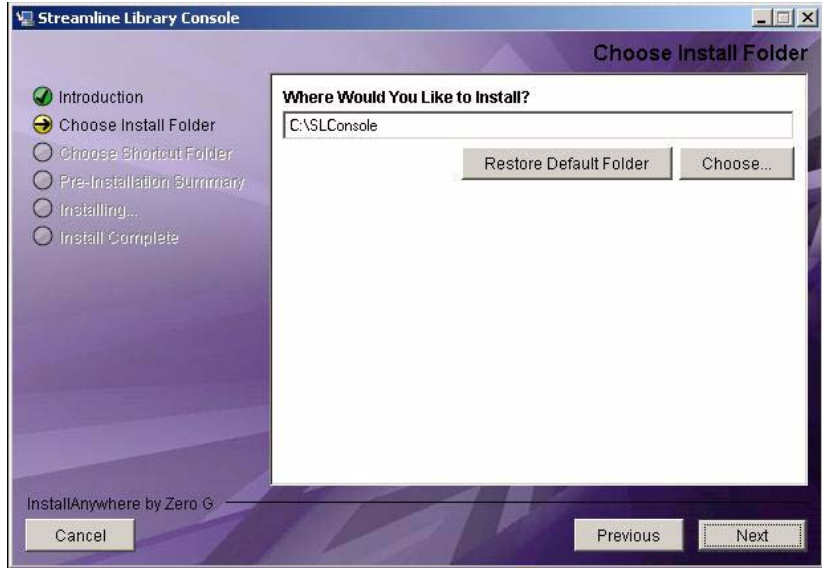 Streamline Library Console
Choose Install Folder
Introduction
Choose Install Folder
Choose Shortcut Folder
Pre-Installation Summary
Installing...
Install Complete
Where Would You Like to Install?
C:\SLConsole
Restore Default Folder
Choose...
InstallAnywhere by Zero G
Cancel
Previous
Next